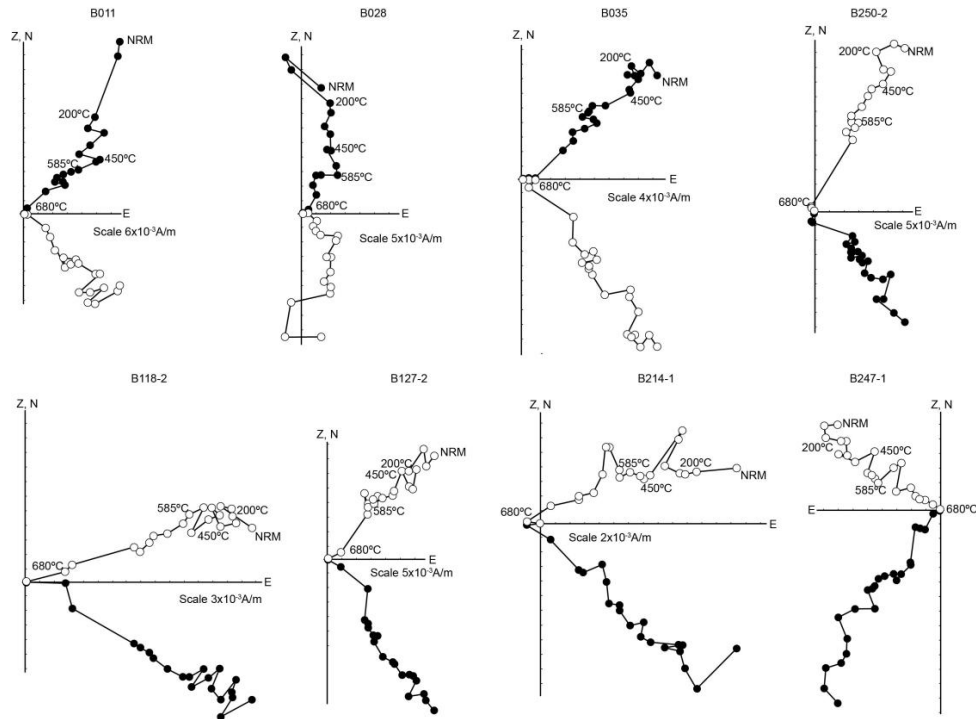 B011
Z, N
NRM
200ºC
450ºC
585ºC
680ºC
E
Scale 6x10⁻³A/m
B028
Z, N
NRM
200ºC
450ºC
585ºC
680ºC
E
Scale 5x10⁻³A/m
B035
Z, N
200ºC
NRM
450ºC
585ºC
680ºC
E
Scale 4x10⁻³A/m
B250-2
Z, N
200ºC
NRM
450ºC
585ºC
680ºC
E
Scale 5x10⁻³A/m
B118-2
Z, N
585ºC
200ºC
450ºC
NRM
680ºC
E
Scale 3x10⁻³A/m
B127-2
Z, N
NRM
200ºC
450ºC
585ºC
680ºC
E
Scale 5x10⁻³A/m
B214-1
Z, N
585ºC
200ºC
450ºC
NRM
680ºC
E
Scale 2x10⁻³A/m
B247-1
Z, N
NRM
200ºC
450ºC
585ºC
E
680ºC